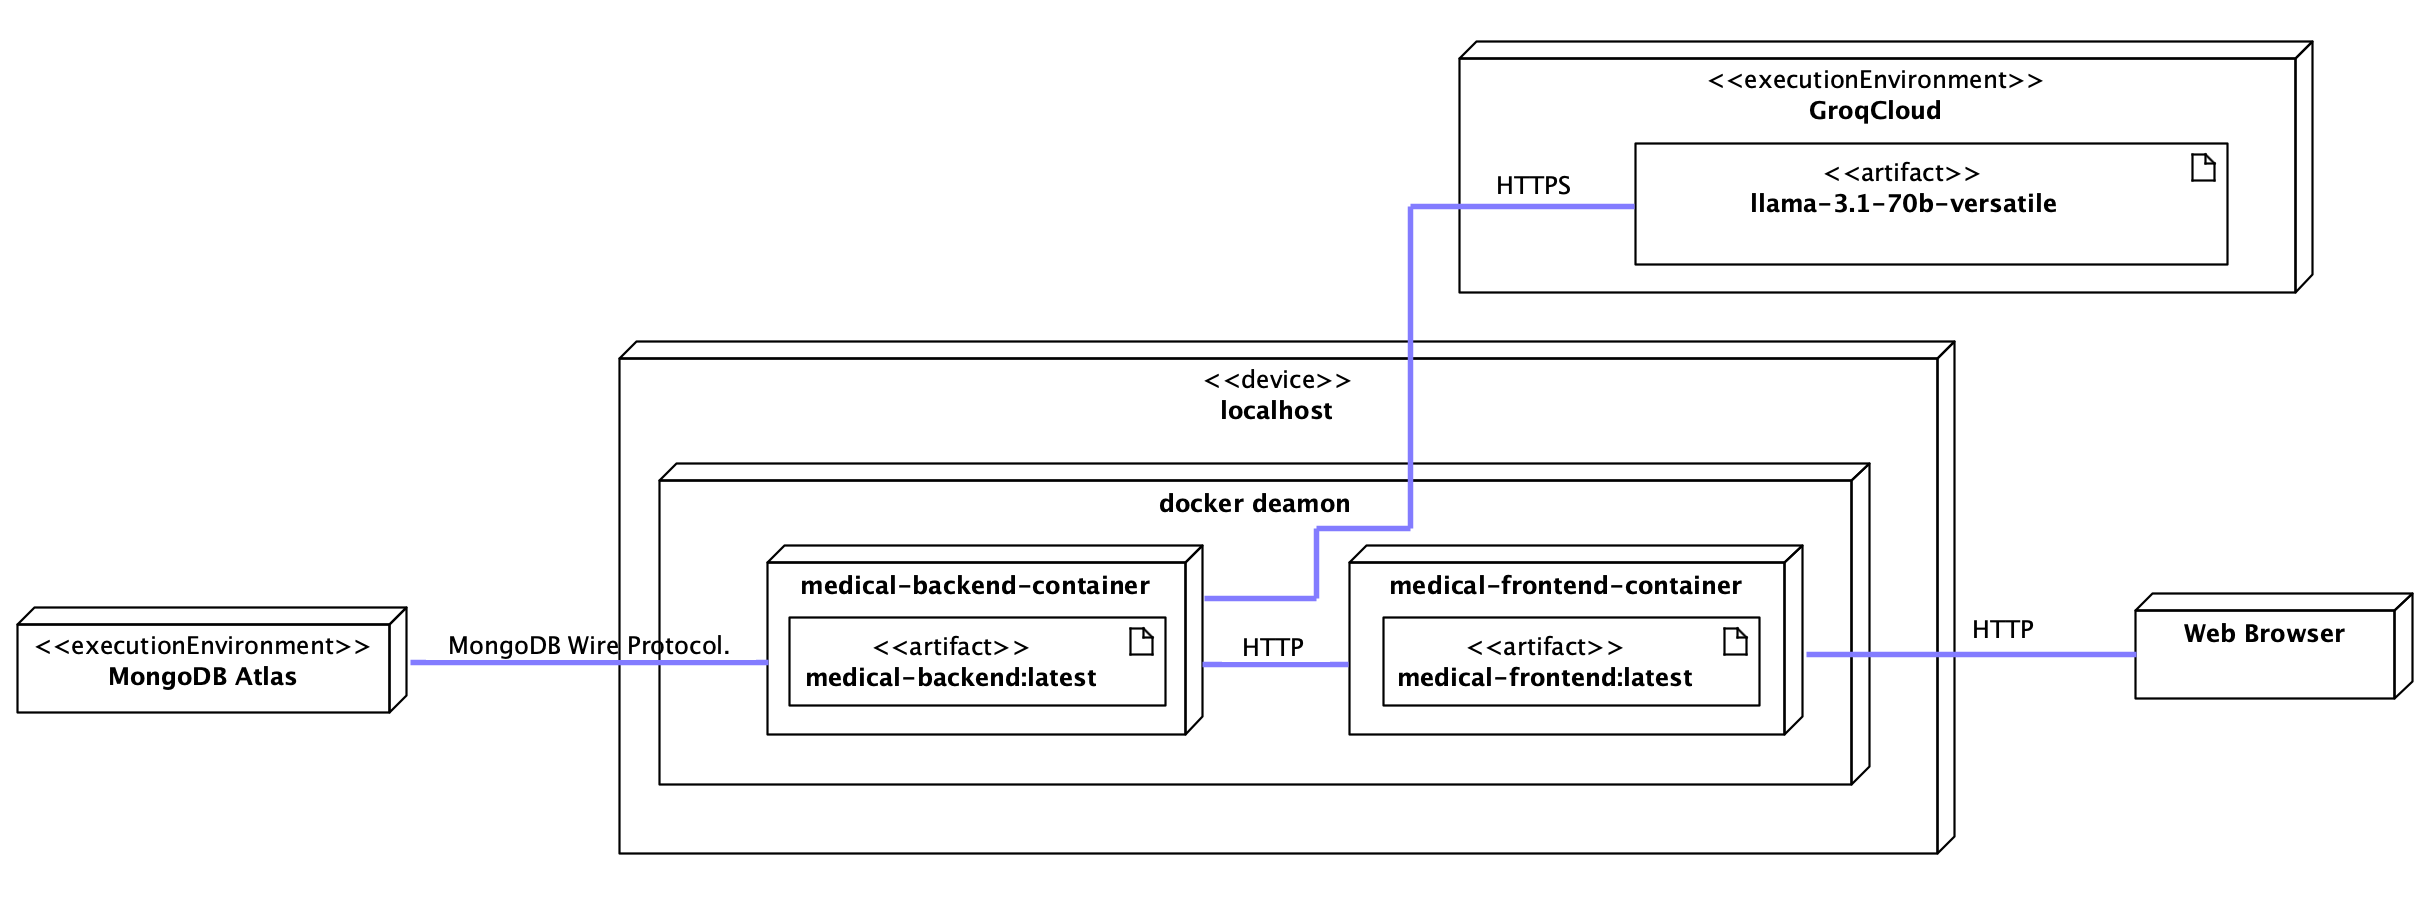 <<executionEnvironment>>
GroqCloud
<<artifact>>
llama-3.1-70b-versatile
HTTPS
<<device>>
localhost
docker deamon
medical-backend-container
<<artifact>>
medical-backend:latest
medical-frontend-container
<<artifact>>
medical-frontend:latest
<<executionEnvironment>>
MongoDB Atlas
MongoDB Wire Protocol.
HTTP
HTTP
Web Browser